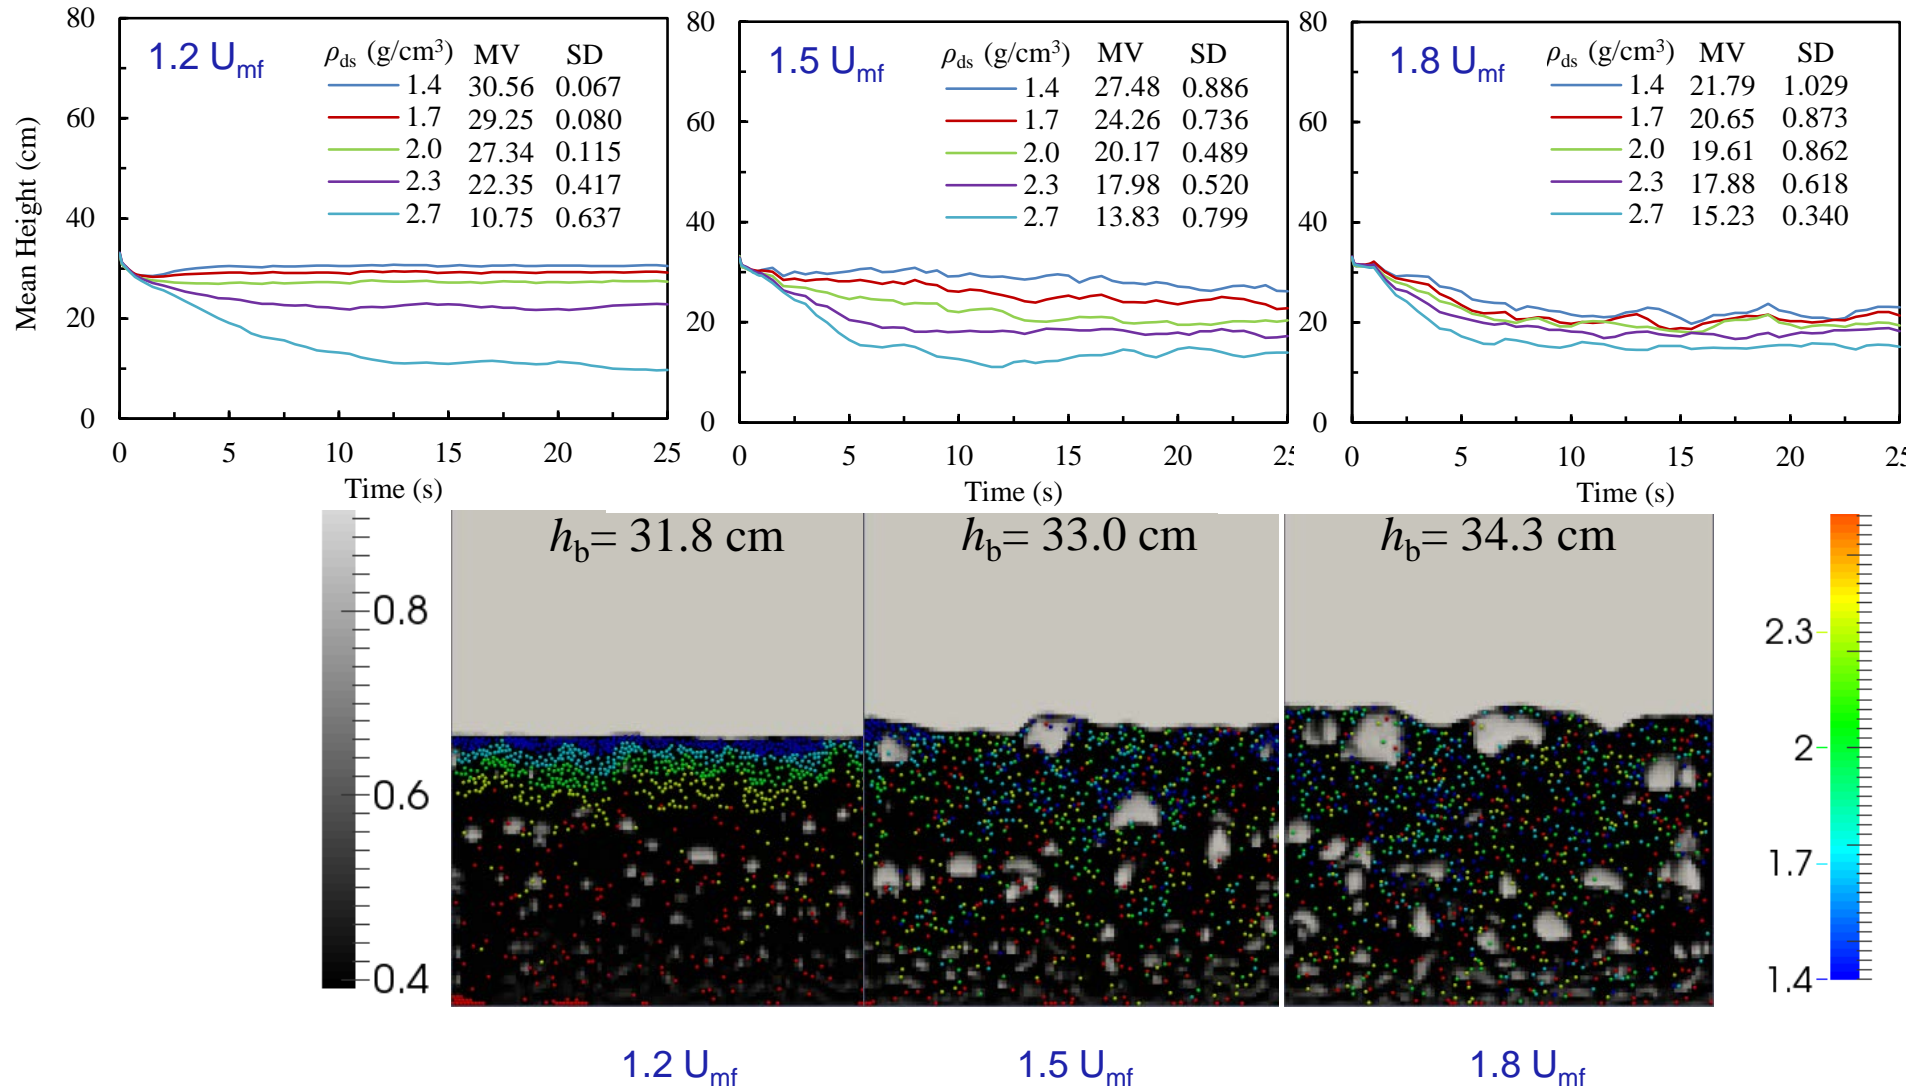 80
60
40
20
0
Mean Height (cm)
1.2 Umf
ρds (g/cm³) MV SD
1.4 30.56 0.067
1.7 29.25 0.080
2.0 27.34 0.115
2.3 22.35 0.417
2.7 10.75 0.637
0 5 10 15 20 25
Time (s)
80
60
40
20
0
1.5 Umf
ρds (g/cm³) MV SD
1.4 27.48 0.886
1.7 24.26 0.736
2.0 20.17 0.489
2.3 17.98 0.520
2.7 13.83 0.799
0 5 10 15 20 25
Time (s)
80
60
40
20
0
1.8 Umf
ρds (g/cm³) MV SD
1.4 21.79 1.029
1.7 20.65 0.873
2.0 19.61 0.862
2.3 17.88 0.618
2.7 15.23 0.340
0 5 10 15 20 25
Time (s)
0.8
0.6
0.4
hb= 31.8 cm
hb= 33.0 cm
hb= 34.3 cm
2.3
2
1.7
1.4
1.2 Umf
1.5 Umf
1.8 Umf